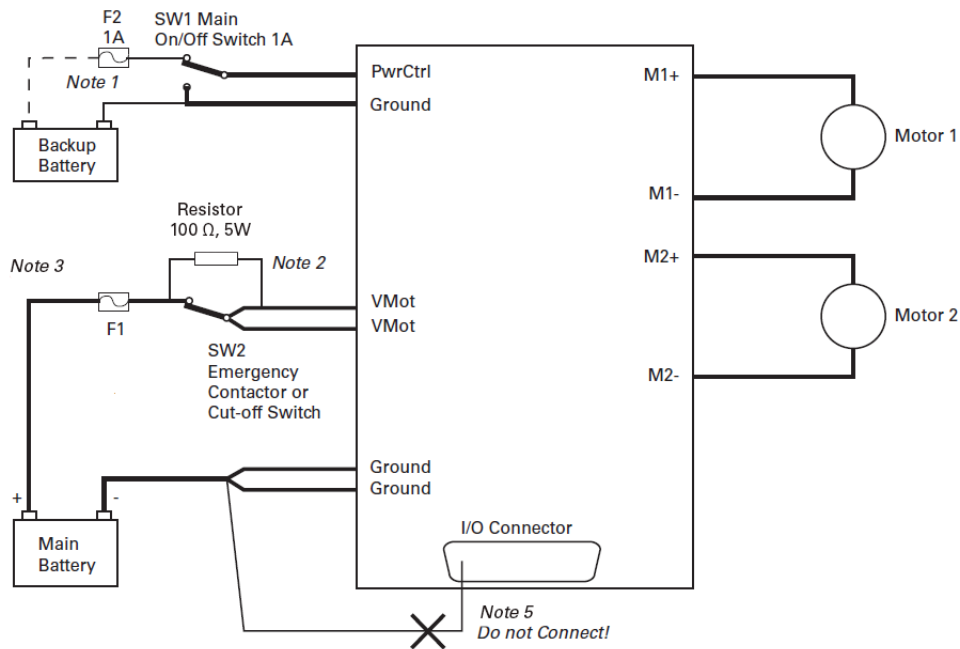 F2
1A
SW1 Main
On/Off Switch 1A
Note 1
Backup
Battery
PwrCtrl
Ground
M1+
Motor 1
M1-
Resistor
100 Ω, 5W
Note 2
Note 3
F1
VMot
VMot
SW2
Emergency
Contactor or
Cut-off Switch
M2+
Motor 2
M2-
Ground
Ground
+
-
Main
Battery
I/O Connector
Note 5
Do not Connect!